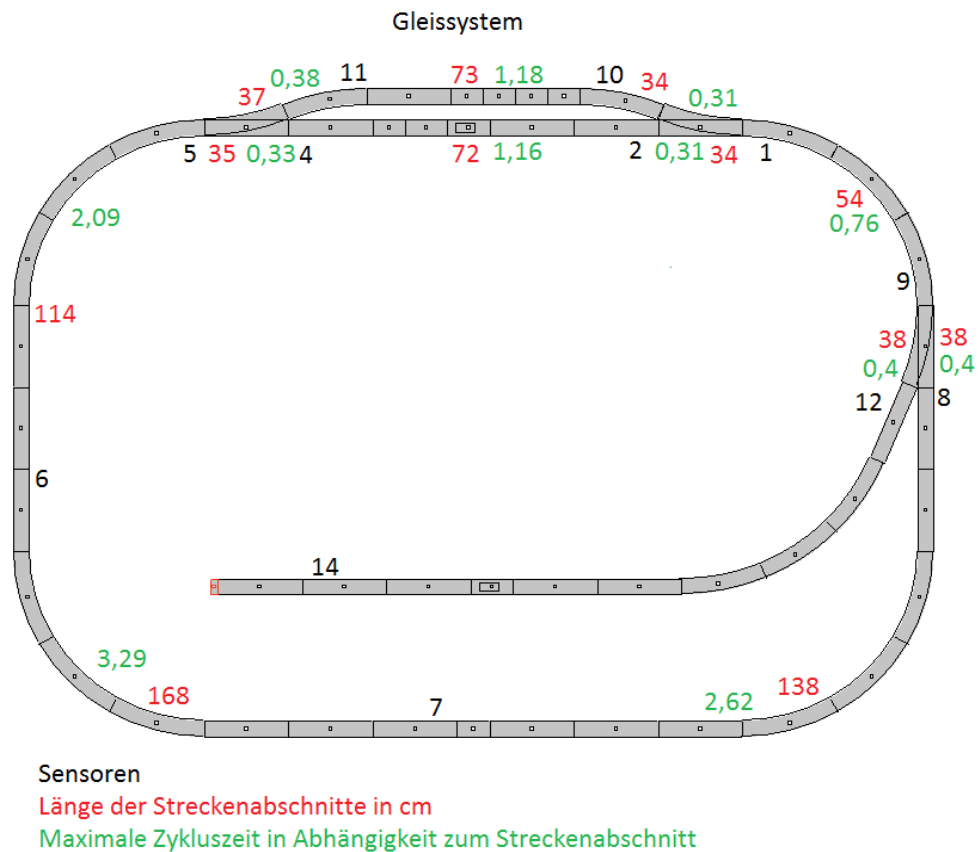 Gleissystem
0,38 11 73 1,18 10 34
37 0,31
5 35 0,33 4 72 1,16 2 0,31 34 1
2,09 54
0,76
9
114 38 38
0,4 0,4
12 8
6
14
3,29
168 7 2,62 138
Sensoren
Länge der Streckenabschnitte in cm
Maximale Zykluszeit in Abhängigkeit zum Streckenabschnitt